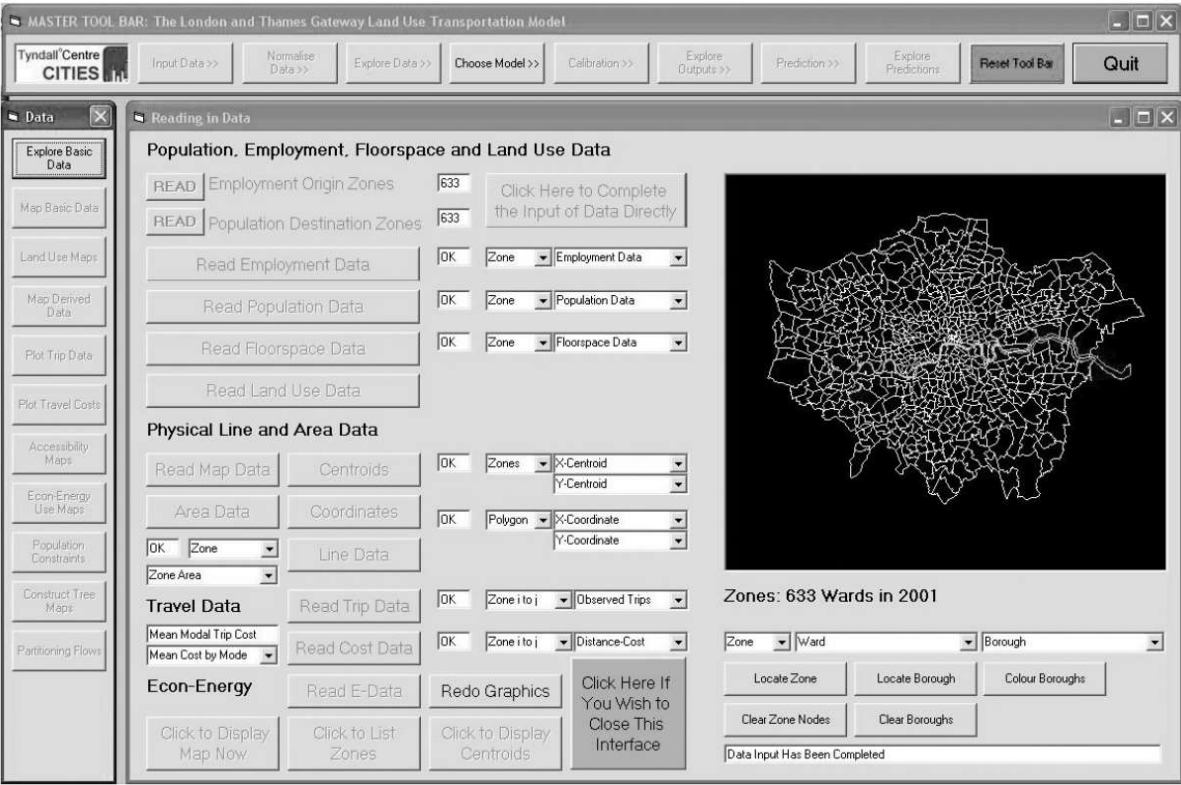 MASTER TOOL BAR: The London and Thames Gateway Land Use Transportation Model
Tyndall°Centre
CITIES
Input Data >>
Normalise
Data >>
Explore Data >>
Choose Model >>
Calibration >>
Explore
Outputs >>
Prediction >>
Explore
Predictions
Reset Tool Bar
Quit
Data
Explore Basic
Data
Map Basic Data
Land Use Maps
Map Derived
Data
Plot Trip Data
Plot Travel Costs
Accessibility
Maps
Econ-Energy
Use Maps
Population
Constraints
Construct Tree
Maps
Partitioning Flows
Reading in Data
Population, Employment, Floorspace and Land Use Data
READ Employment Origin Zones 633
READ Population Destination Zones 633
Click Here to Complete
the Input of Data Directly
Read Employment Data OK Zone Employment Data
Read Population Data OK Zone Population Data
Read Floorspace Data OK Zone Floorspace Data
Read Land Use Data
Physical Line and Area Data
Read Map Data Centroids OK Zones X-Centroid
Y-Centroid
Area Data Coordinates OK Polygon X-Coordinate
Y-Coordinate
OK Zone Line Data
Zone Area
Travel Data Read Trip Data OK Zone i to j Observed Trips
Mean Modal Trip Cost
Mean Cost by Mode Read Cost Data OK Zone i to j Distance-Cost
Econ-Energy Read E-Data Redo Graphics
Click to Display
Map Now
Click to List
Zones
Click to Display
Centroids
Click Here If
You Wish to
Close This
Interface
Zones: 633 Wards in 2001
Zone Ward Borough
Locate Zone Locate Borough Colour Boroughs
Clear Zone Nodes Clear Boroughs
Data Input Has Been Completed